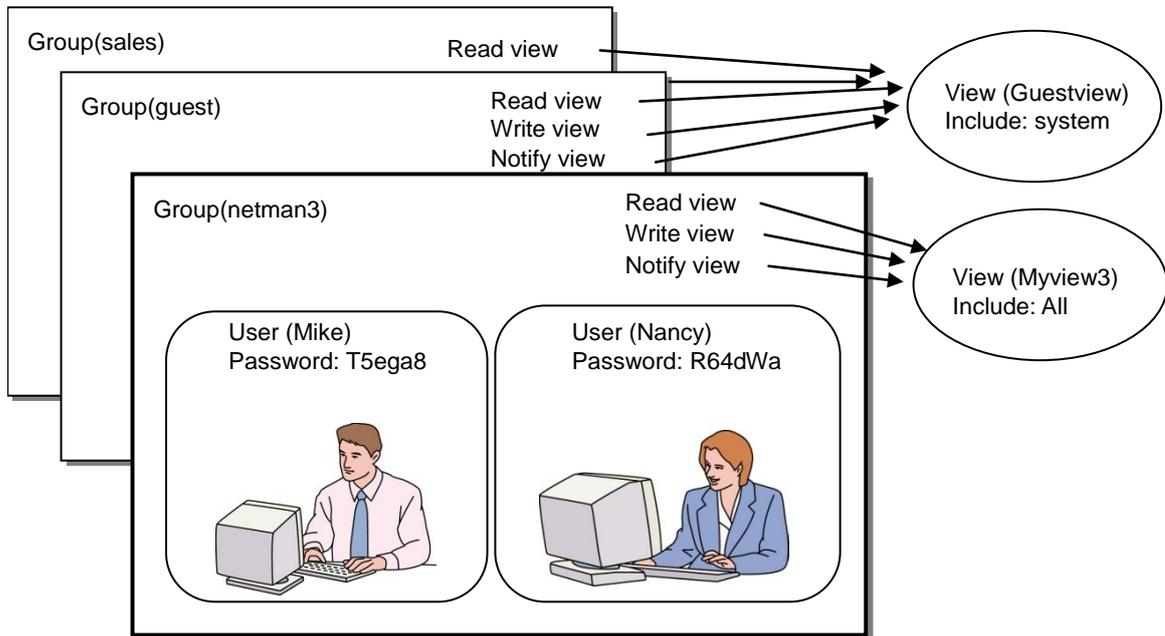 Group(sales)
Read view
Group(guest)
Read view
Write view
Notify view
View (Guestview)
Include: system
Group(netman3)
Read view
Write view
Notify view
View (Myview3)
Include: All
User (Mike)
Password: T5ega8
User (Nancy)
Password: R64dWa